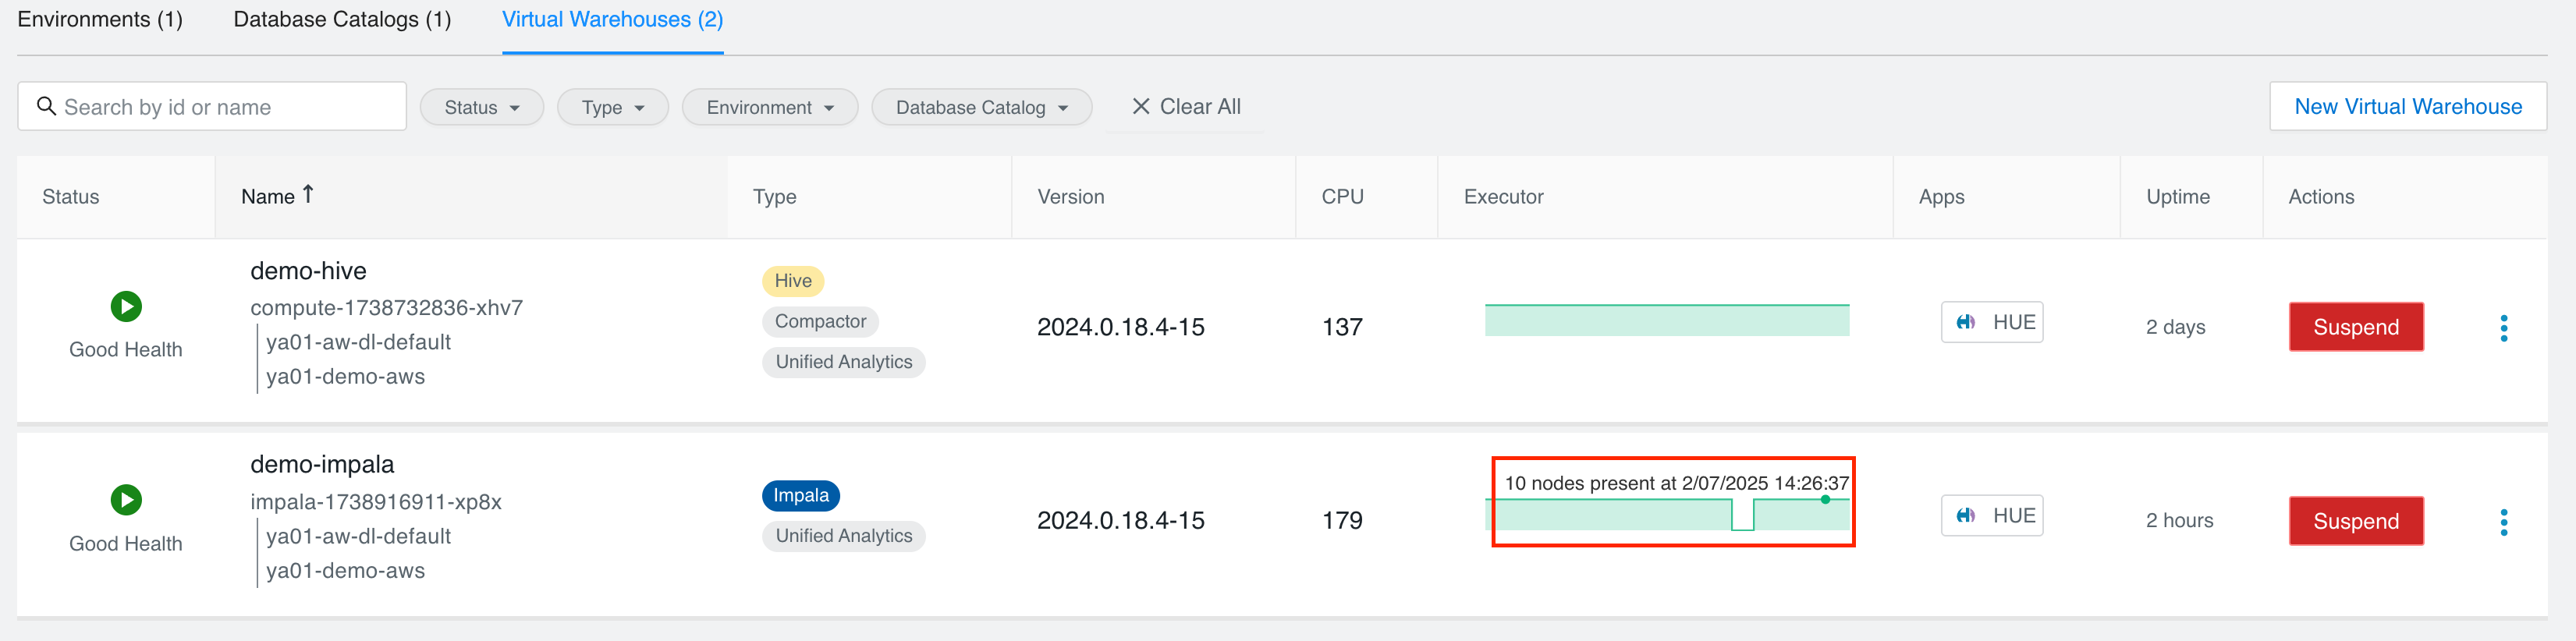 Environments (1) Database Catalogs (1) Virtual Warehouses (2)
Search by id or name Status Type Environment Database Catalog Clear All New Virtual Warehouse
Status Name ↑ Type Version CPU Executor Apps Uptime Actions
demo-hive
compute-1738732836-xhv7
ya01-aw-dl-default
ya01-demo-aws
Good Health
Hive
Compactor
Unified Analytics
2024.0.18.4-15 137 HUE 2 days Suspend
demo-impala
impala-1738916911-xp8x
ya01-aw-dl-default
ya01-demo-aws
Good Health
Impala
Unified Analytics
2024.0.18.4-15 179
10 nodes present at 2/07/2025 14:26:37
HUE 2 hours Suspend